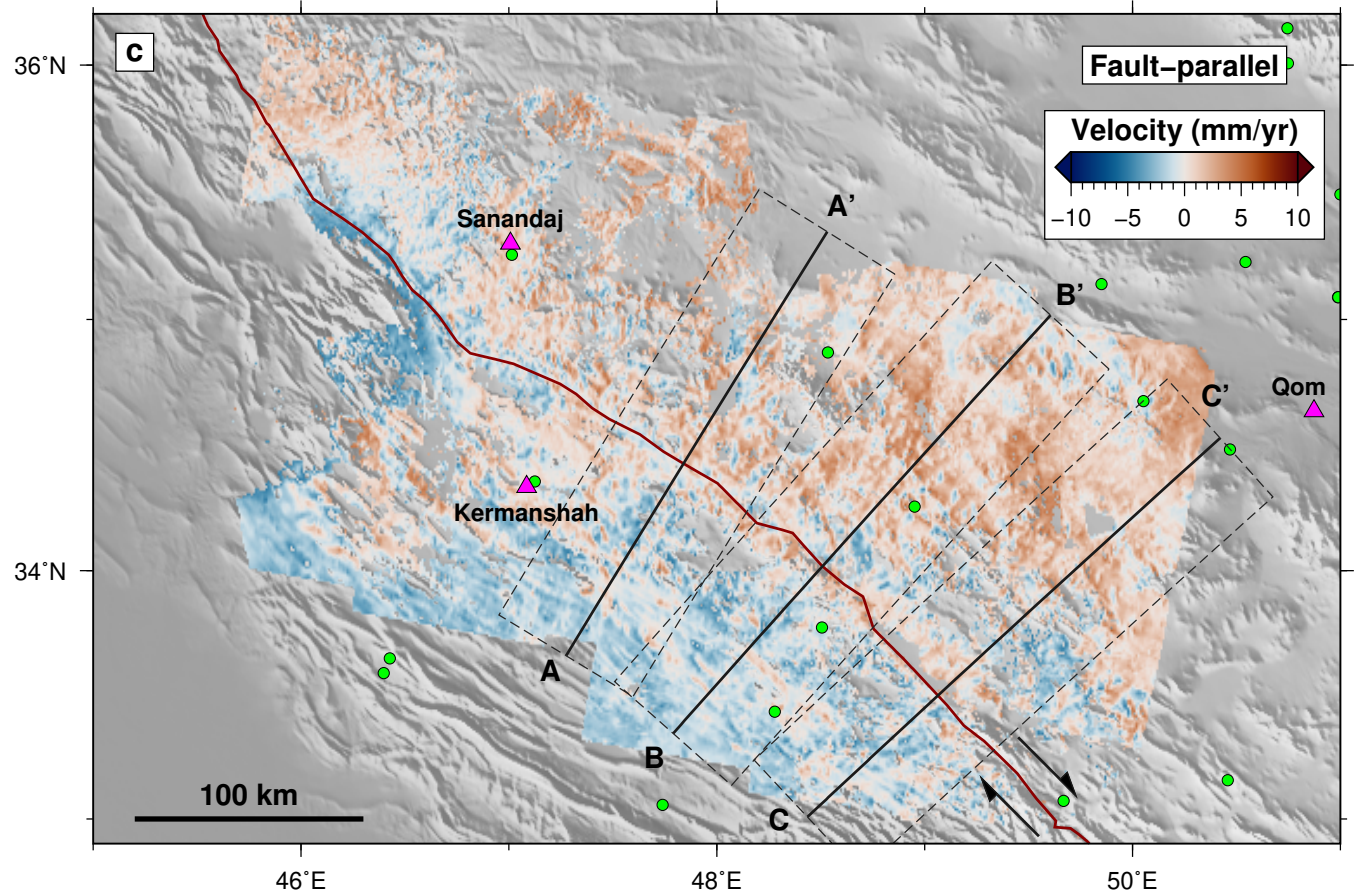 c
36°N
Fault–parallel
Velocity (mm/yr)
−10 −5 0 5 10
A’
Sanandaj
B’
Qom
C’
Kermanshah
34°N
A
B
100 km
C
46°E 48°E 50°E